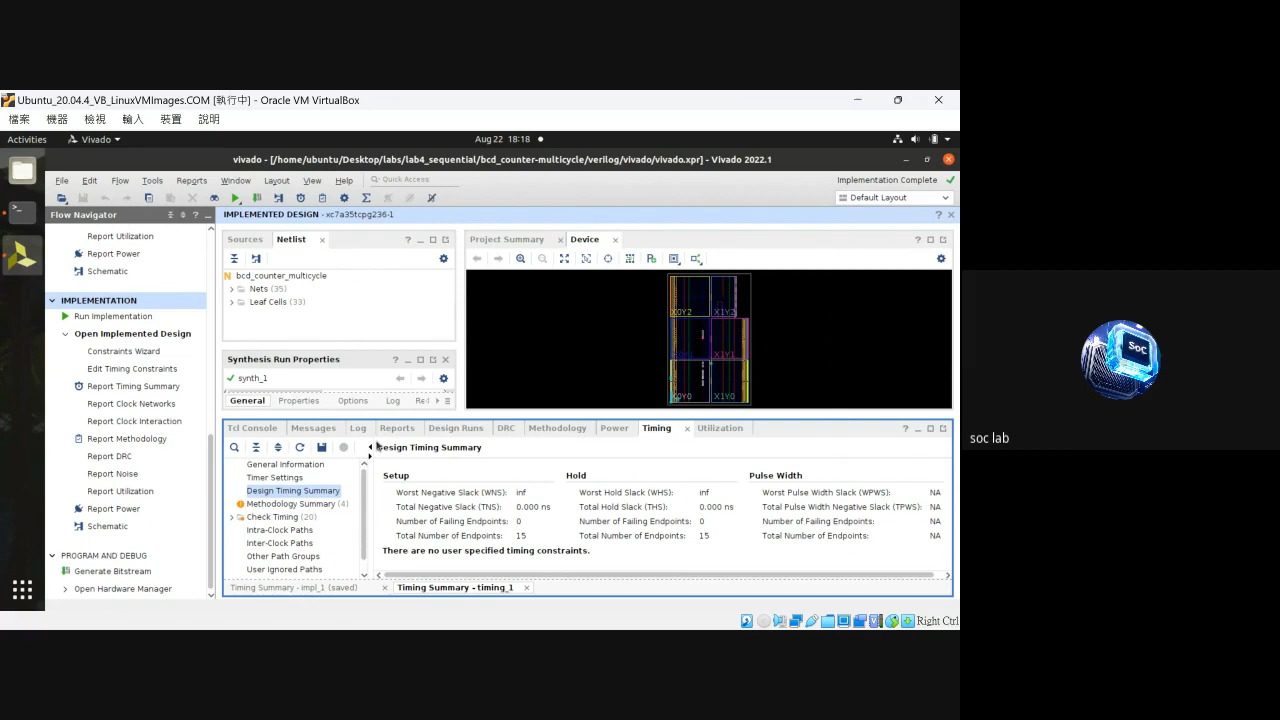 Ubuntu_20.04.4_VB_LinuxVMImages.COM [執行中] - Oracle VM VirtualBox
檔案 機器 檢視 輸入 裝置 說明
Activities Vivado Aug 22 18:18
vivado - [/home/ubuntu/Desktop/labs/lab4_sequential/bcd_counter-multicycle/verilog/vivado/vivado.xpr] - Vivado 2022.1
File Edit Flow Tools Reports Window Layout View Help Quick Access Implementation Complete
Default Layout
Flow Navigator
Report Utilization
Report Power
Schematic
IMPLEMENTATION
Run Implementation
Open Implemented Design
Constraints Wizard
Edit Timing Constraints
Report Timing Summary
Report Clock Networks
Report Clock Interaction
Report Methodology
Report DRC
Report Noise
Report Utilization
Report Power
Schematic
PROGRAM AND DEBUG
Generate Bitstream
Open Hardware Manager
IMPLEMENTED DESIGN - xc7a35tcpg236-1
Sources Netlist
N bcd_counter_multicycle
Nets (35)
Leaf Cells (33)
Synthesis Run Properties
synth_1
General Properties Options Log
Project Summary Device
X0Y2 X1Y2
X1Y1
X0Y0 X1Y0
Tcl Console Messages Log Reports Design Runs DRC Methodology Power Timing Utilization
Design Timing Summary
General Information
Timer Settings
Design Timing Summary
Methodology Summary (4)
Check Timing (20)
Intra-Clock Paths
Inter-Clock Paths
Other Path Groups
User Ignored Paths
Setup Hold Pulse Width
Worst Negative Slack (WNS): inf Worst Hold Slack (WHS): inf Worst Pulse Width Slack (WPWS): NA
Total Negative Slack (TNS): 0.000 ns Total Hold Slack (THS): 0.000 ns Total Pulse Width Negative Slack (TPWS): NA
Number of Failing Endpoints: 0 Number of Failing Endpoints: 0 Number of Failing Endpoints: NA
Total Number of Endpoints: 15 Total Number of Endpoints: 15 Total Number of Endpoints: NA
There are no user specified timing constraints.
Timing Summary - impl_1 (saved) Timing Summary - timing_1
Right Ctrl
SoC
soc lab